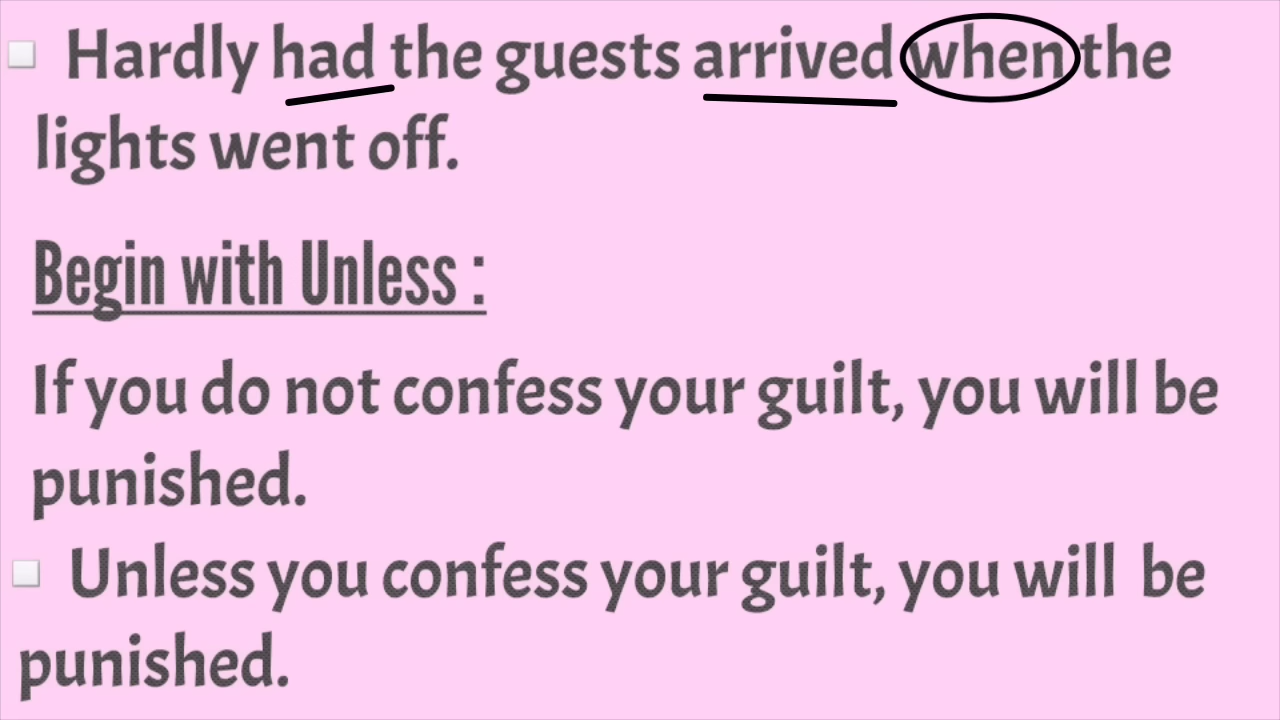 Hardly had the guests arrived when the
lights went off.
Begin with Unless :
If you do not confess your guilt, you will be
punished.
Unless you confess your guilt, you will be
punished.